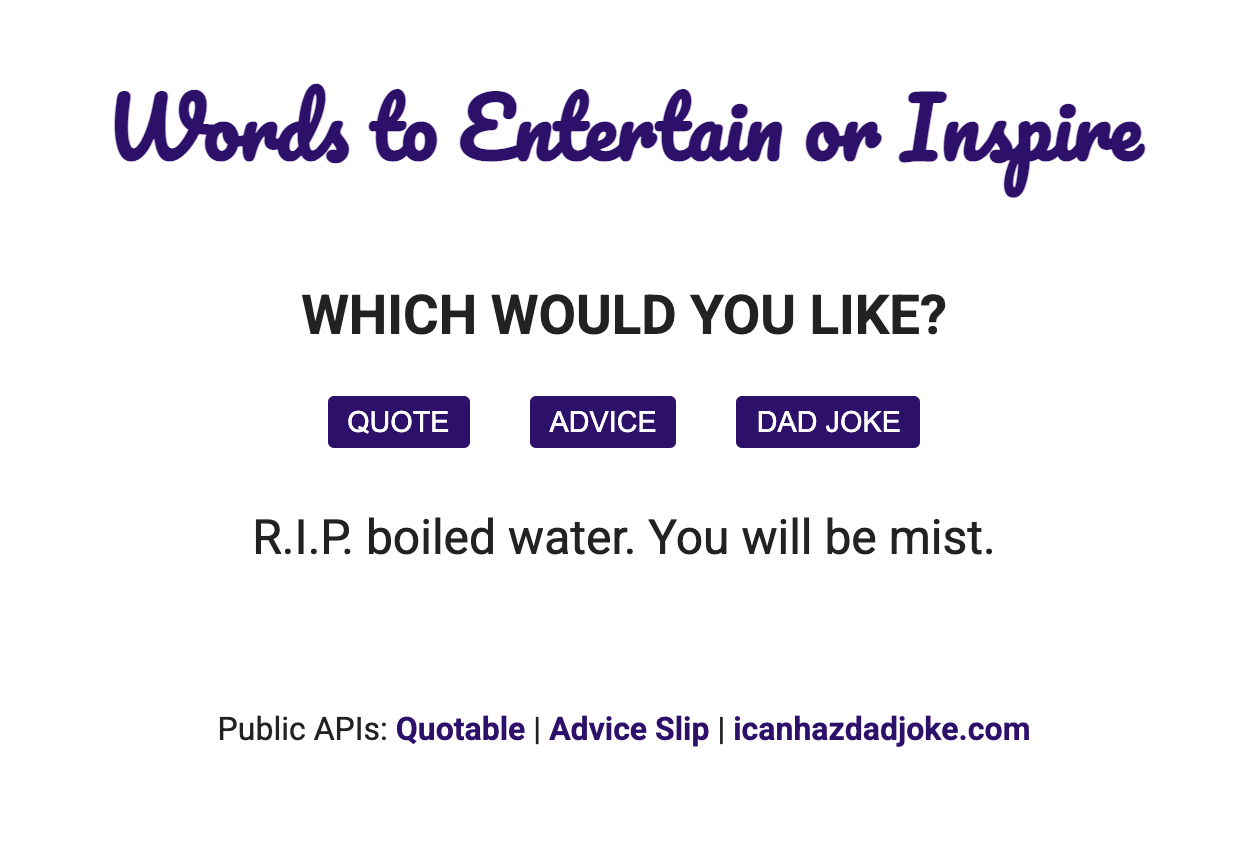 Words to Entertain or Inspire
WHICH WOULD YOU LIKE?
QUOTE ADVICE DAD JOKE
R.I.P. boiled water. You will be mist.
Public APIs: Quotable | Advice Slip | icanhazdadjoke.com